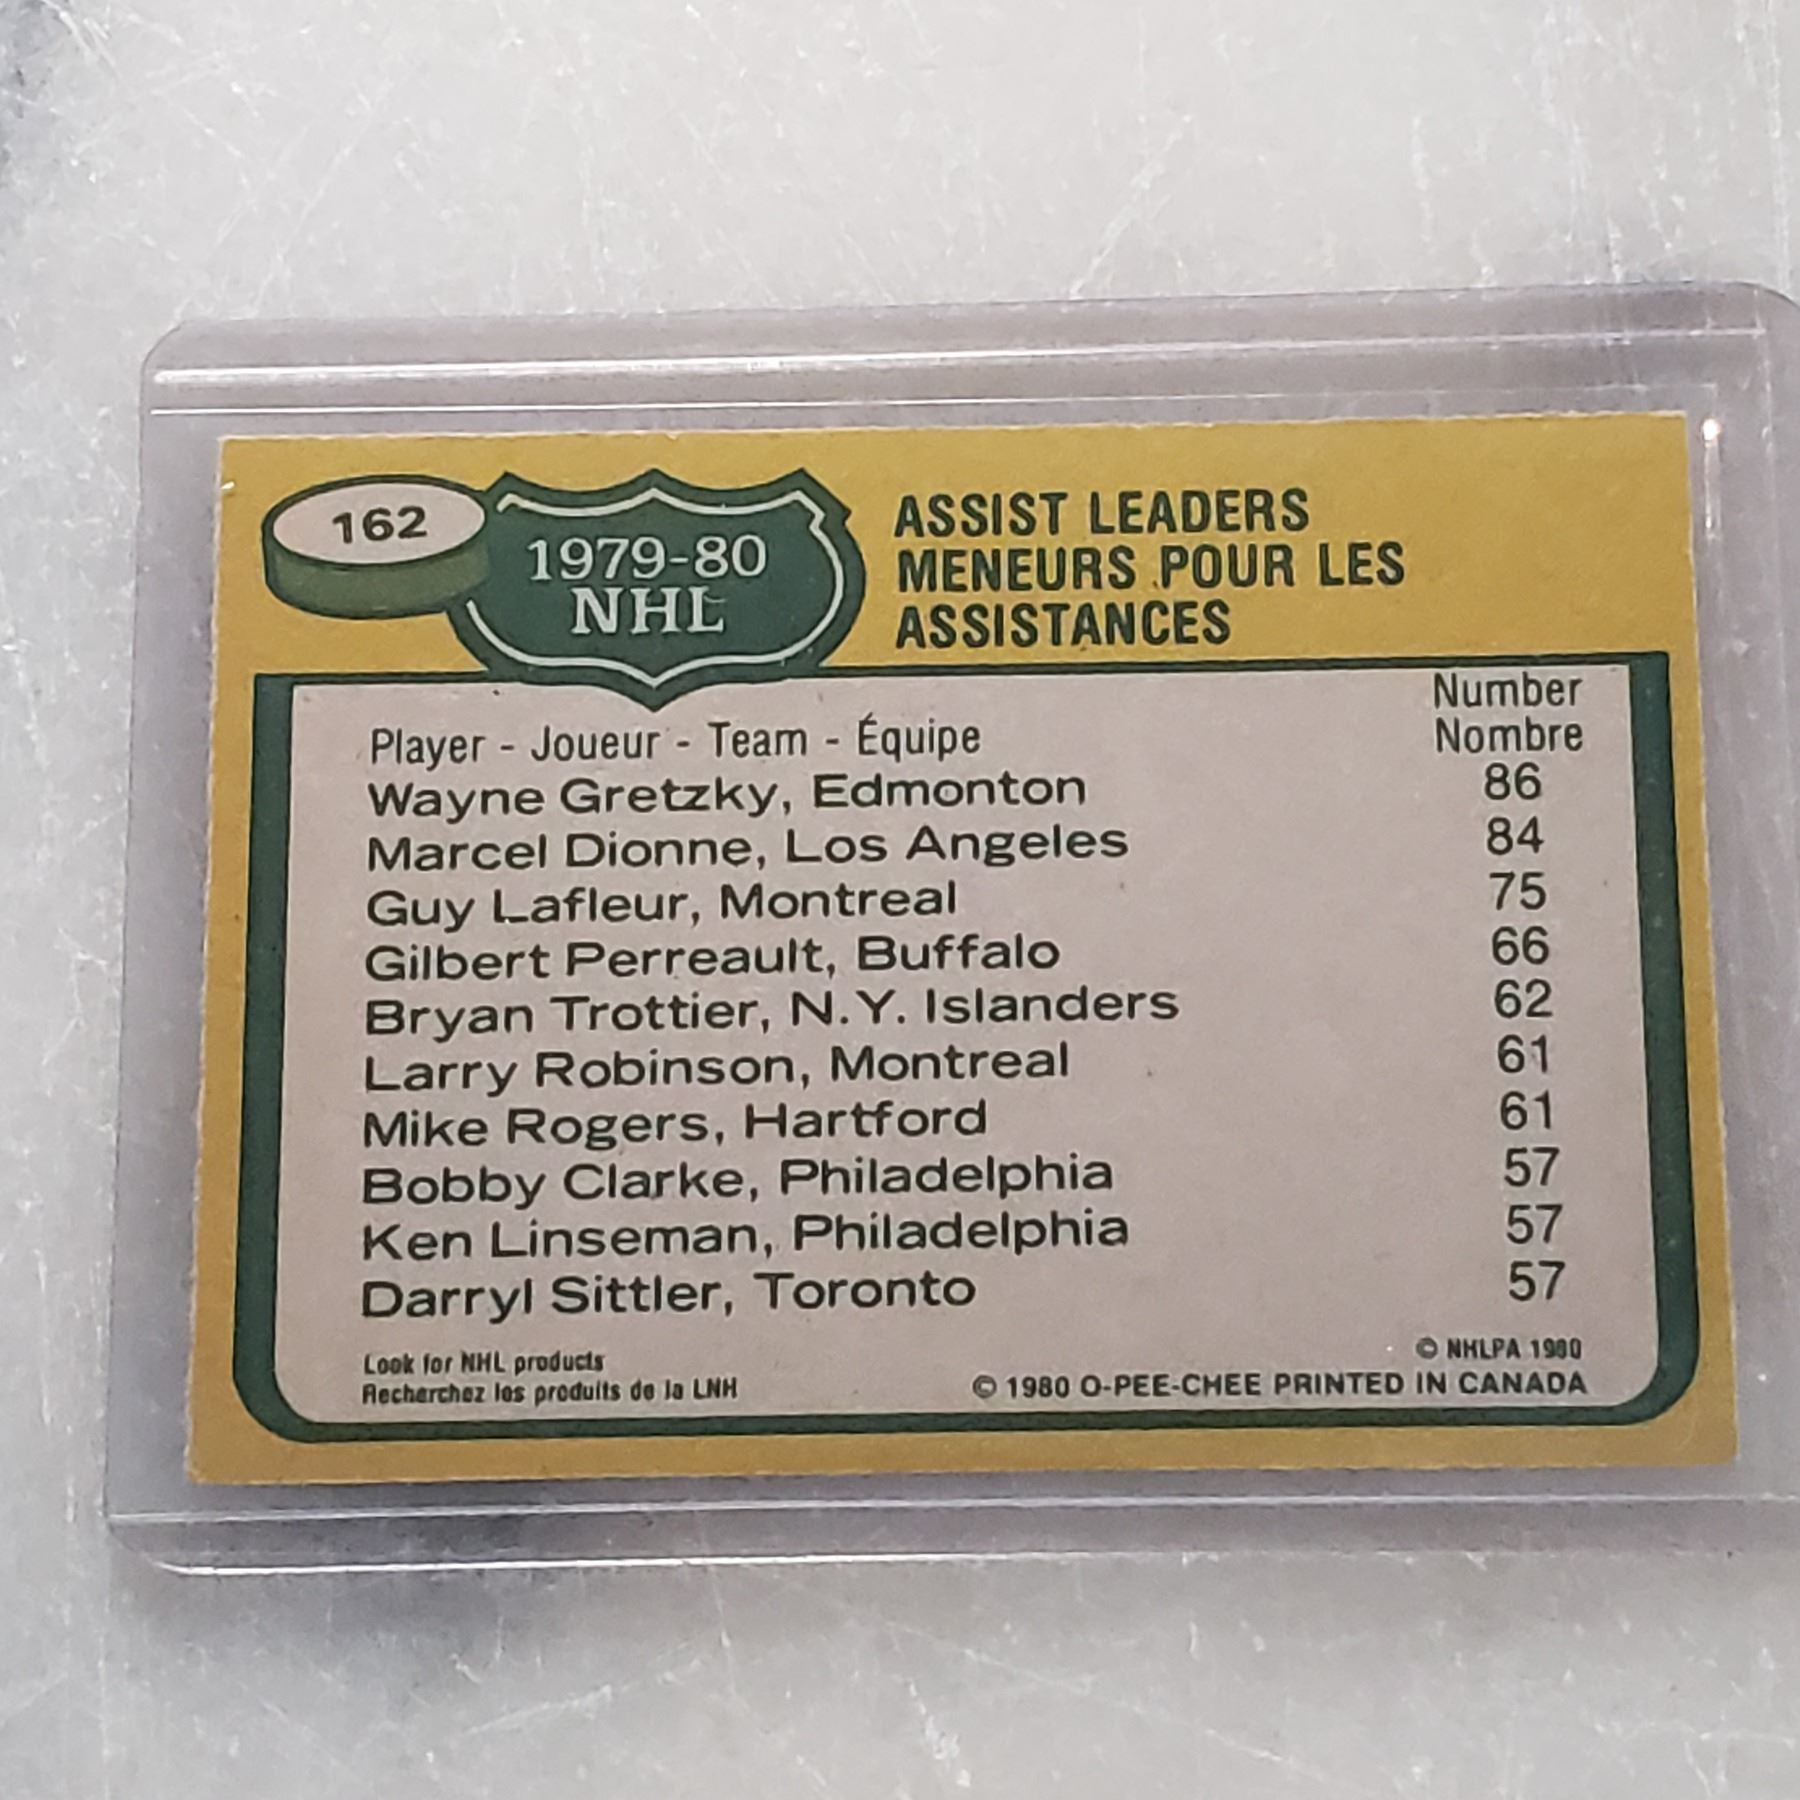 162
1979-80
NHL
ASSIST LEADERS
MENEURS POUR LES
ASSISTANCES
Number
Player - Joueur - Team - Équipe Nombre
Wayne Gretzky, Edmonton 86
Marcel Dionne, Los Angeles 84
Guy Lafleur, Montreal 75
Gilbert Perreault, Buffalo 66
Bryan Trottier, N.Y. Islanders 62
Larry Robinson, Montreal 61
Mike Rogers, Hartford 61
Bobby Clarke, Philadelphia 57
Ken Linseman, Philadelphia 57
Darryl Sittler, Toronto 57
Look for NHL products
Recherchez les produits de la LNH
© NHLPA 1980
© 1980 O-PEE-CHEE PRINTED IN CANADA